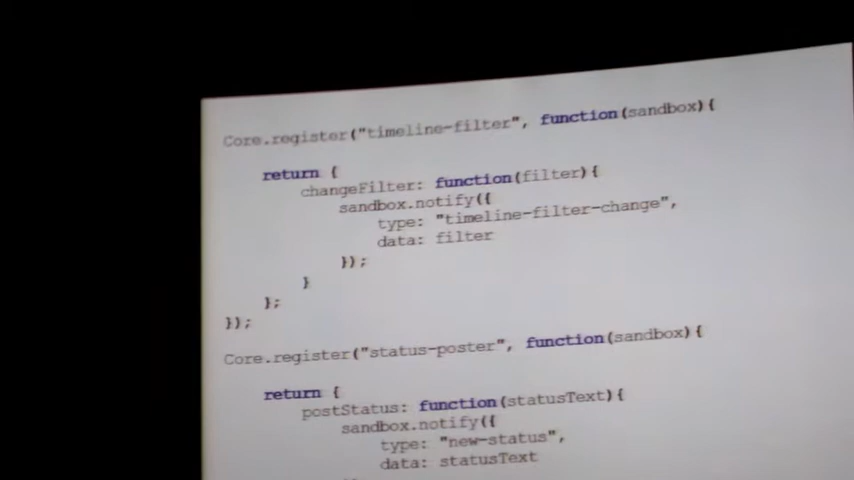 Core.register("timeline-filter", function(sandbox){
return {
changeFilter: function(filter){
sandbox.notify({
type: "timeline-filter-change",
data: filter
});
}
};
});
Core.register("status-poster", function(sandbox){
return {
postStatus: function(statusText){
sandbox.notify({
type: "new-status",
data: statusText